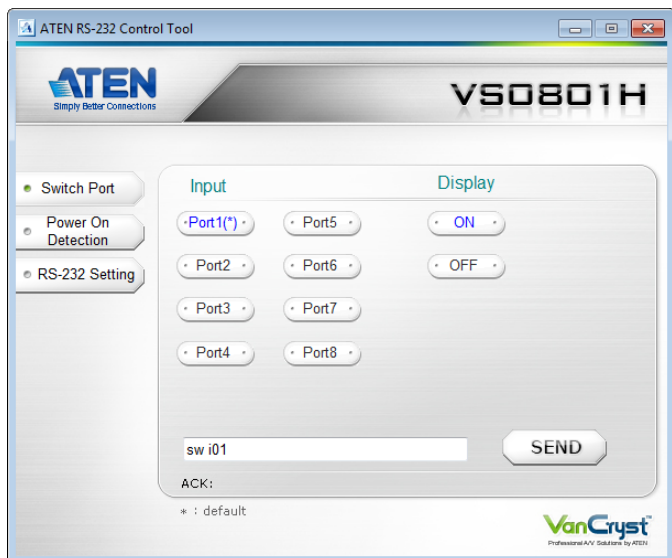 ATEN RS-232 Control Tool
ATEN
Simply Better Connections
VS0801H
Switch Port
Power On
Detection
RS-232 Setting
Input
Display
Port1(*)
Port5
ON
Port2
Port6
OFF
Port3
Port7
Port4
Port8
sw i01
SEND
ACK:
* : default
VanCryst™
Professional A/V Solutions by ATEN